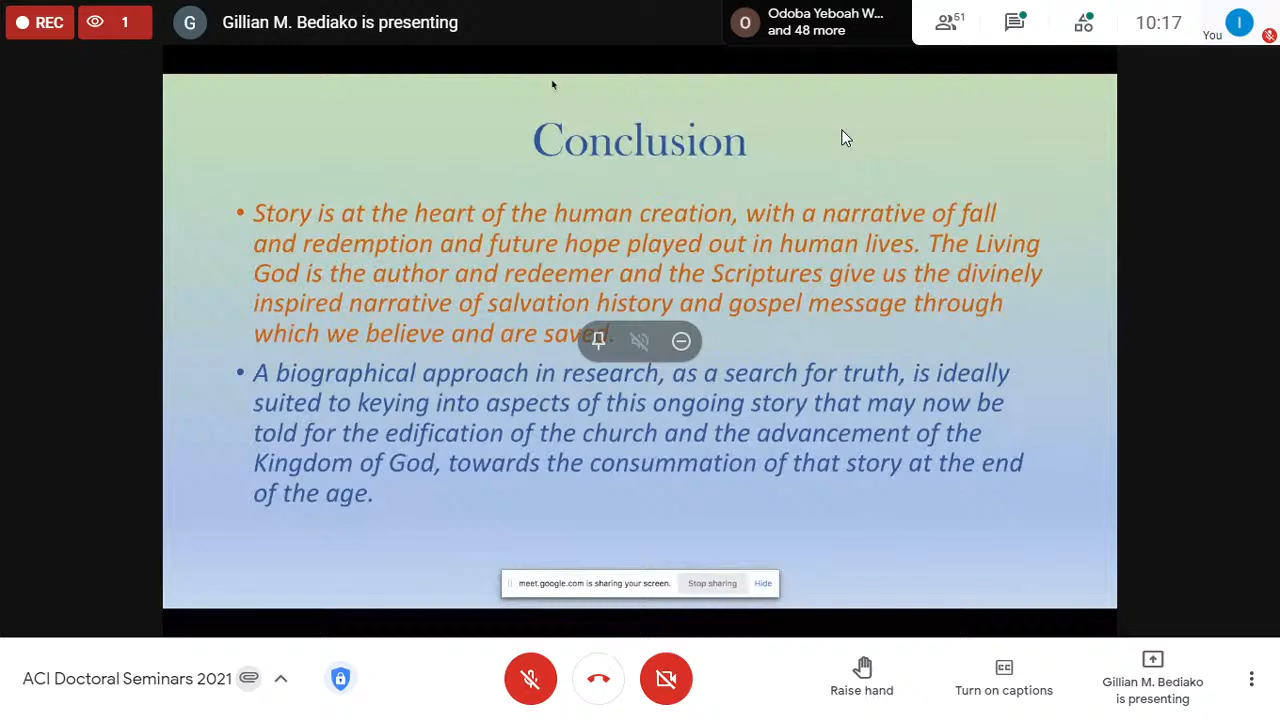 REC
1
G
Gillian M. Bediako is presenting
O
Odoba Yeboah W...
and 48 more
51
10:17
You
I
Conclusion
• Story is at the heart of the human creation, with a narrative of fall
and redemption and future hope played out in human lives. The Living
God is the author and redeemer and the Scriptures give us the divinely
inspired narrative of salvation history and gospel message through
which we believe and are saved.
• A biographical approach in research, as a search for truth, is ideally
suited to keying into aspects of this ongoing story that may now be
told for the edification of the church and the advancement of the
Kingdom of God, towards the consummation of that story at the end
of the age.
meet.google.com is sharing your screen. Stop sharing Hide
ACI Doctoral Seminars 2021
Raise hand
CC
Turn on captions
Gillian M. Bediako
is presenting